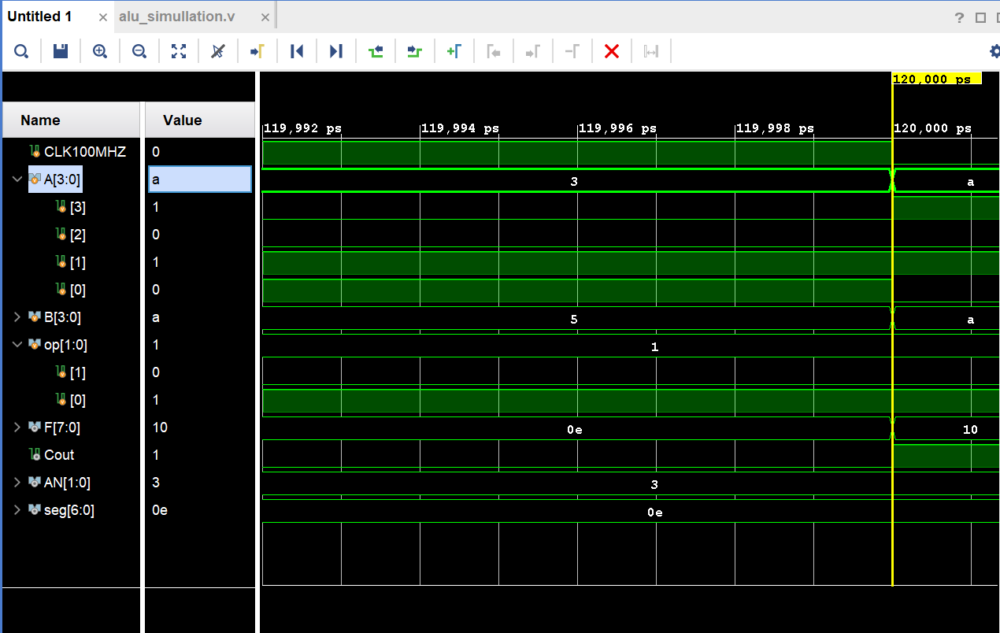 Untitled 1 × alu_simullation.v × ?
120,000 ps
Name Value
119,992 ps 119,994 ps 119,996 ps 119,998 ps 120,000 ps
CLK100MHZ 0
A[3:0] a 3 a
[3] 1
[2] 0
[1] 1
[0] 0
B[3:0] a 5 a
op[1:0] 1 1
[1] 0
[0] 1
F[7:0] 10 0e 10
Cout 1
AN[1:0] 3 3
seg[6:0] 0e 0e